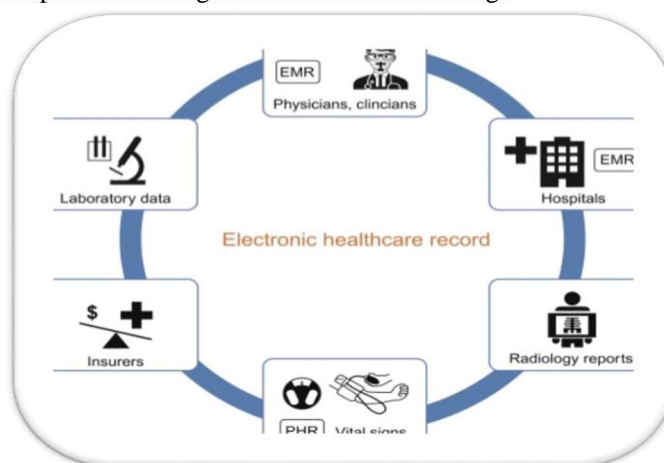 EMR
Physicians, clincians
EMR
Hospitals
Laboratory data
Electronic healthcare record
$
Insurers
Radiology reports
PHR Vital signs